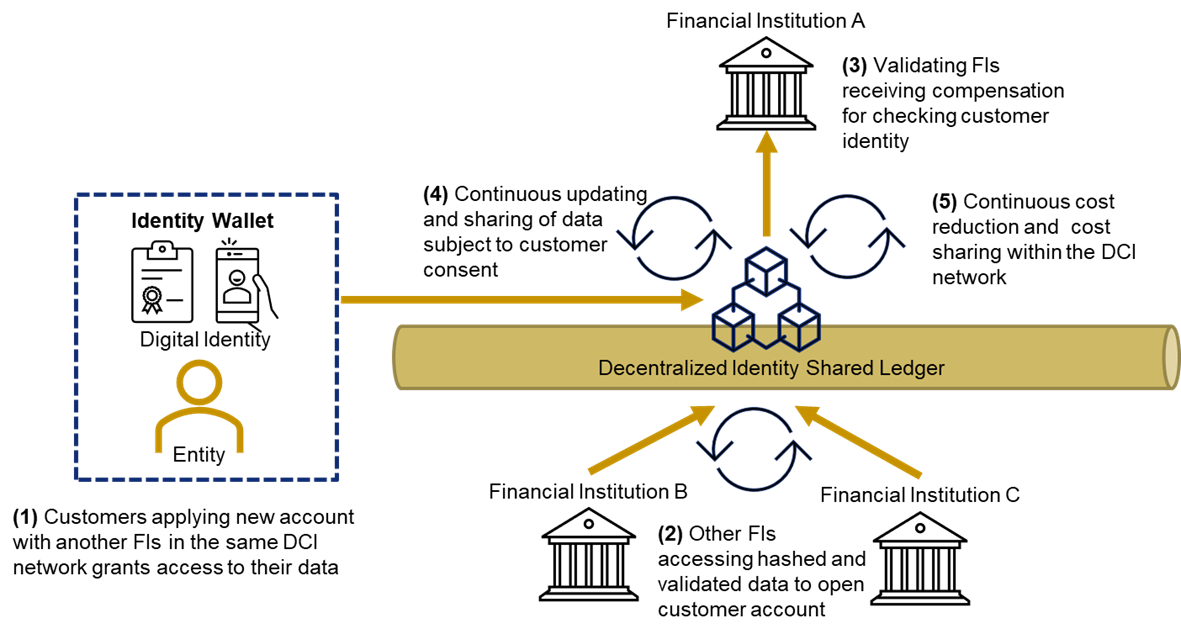 Financial Institution A
(3) Validating FIs
receiving compensation
for checking customer
identity
(4) Continuous updating
and sharing of data
subject to customer
consent
(5) Continuous cost
reduction and cost
sharing within the DCI
network
Identity Wallet
Digital Identity
Entity
Decentralized Identity Shared Ledger
(1) Customers applying new account
with another FIs in the same DCI
network grants access to their data
Financial Institution B
Financial Institution C
(2) Other FIs
accessing hashed and
validated data to open
customer account